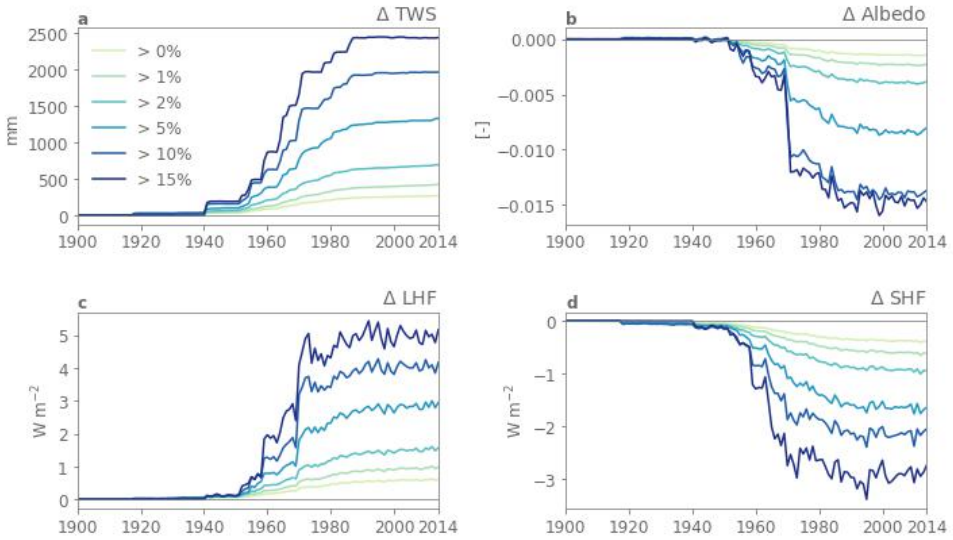 a Δ TWS
2500
2000
1500
1000
500
0
mm
> 0%
> 1%
> 2%
> 5%
> 10%
> 15%
1900 1920 1940 1960 1980 2000 2014
b Δ Albedo
0.000
−0.005
−0.010
−0.015
[-]
1900 1920 1940 1960 1980 2000 2014
c Δ LHF
5
4
3
2
1
0
W m⁻²
1900 1920 1940 1960 1980 2000 2014
d Δ SHF
0
−1
−2
−3
W m⁻²
1900 1920 1940 1960 1980 2000 2014